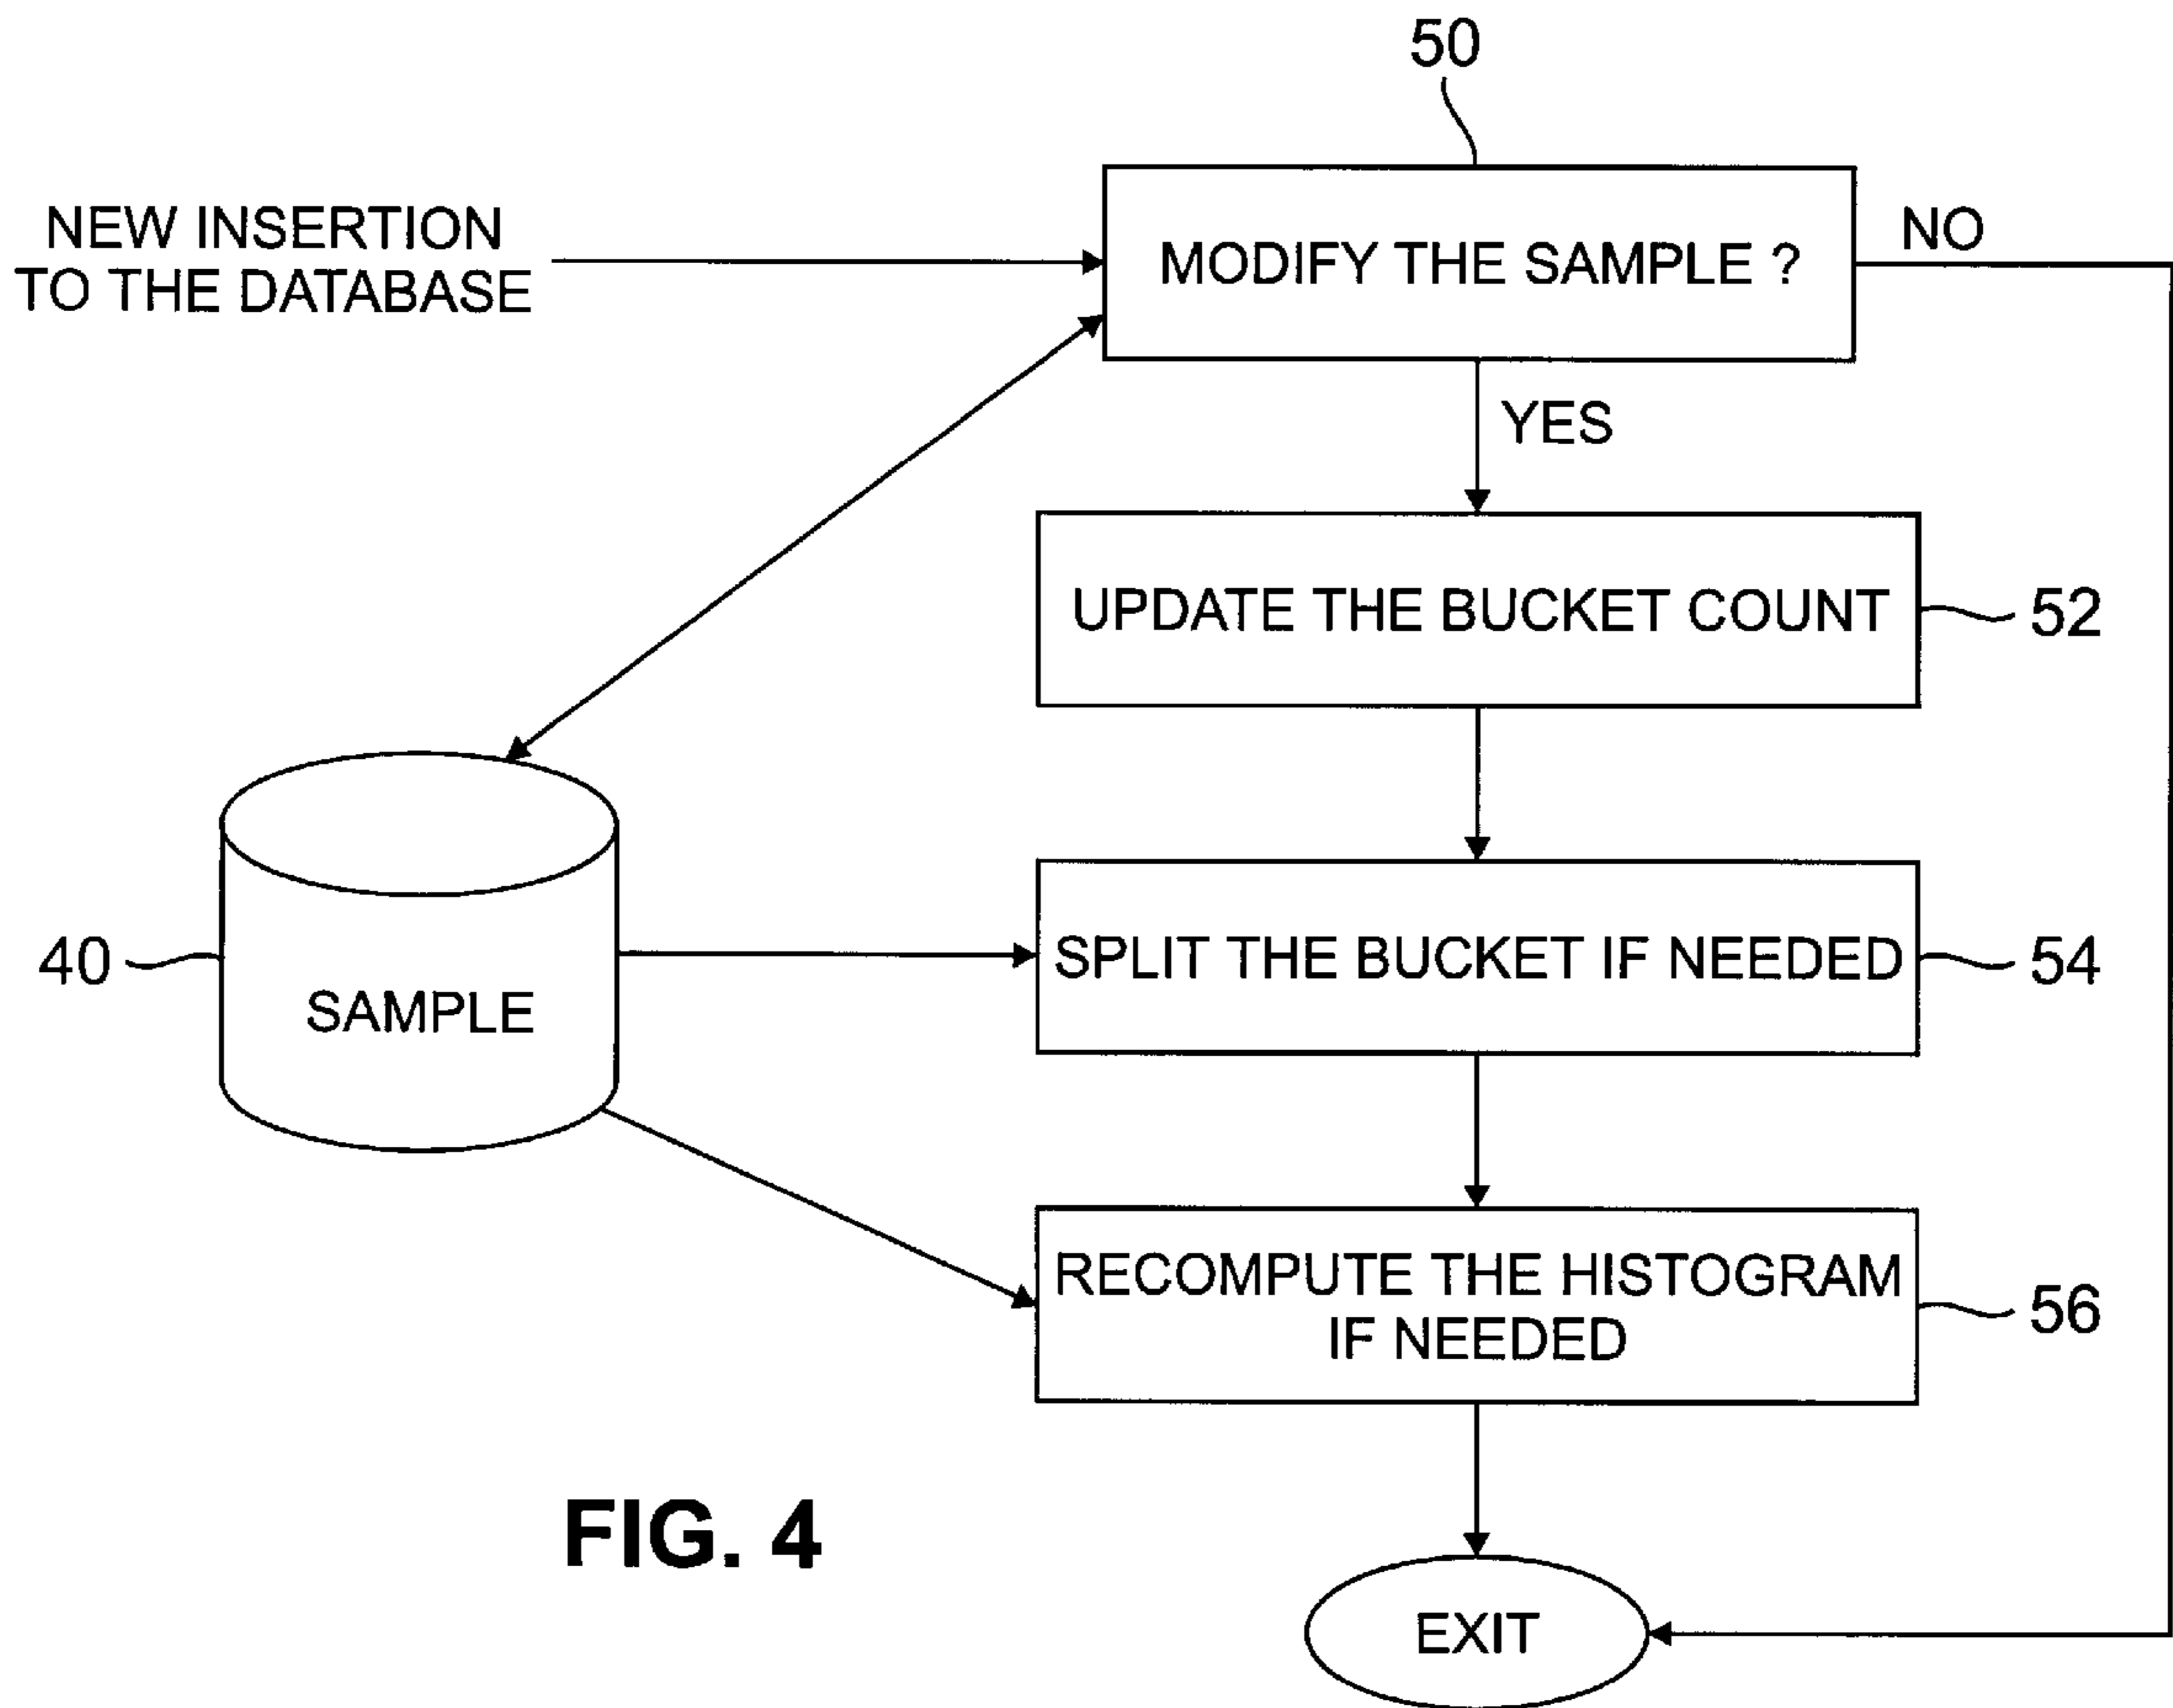 50
NEW INSERTION
TO THE DATABASE
MODIFY THE SAMPLE ?
NO
YES
UPDATE THE BUCKET COUNT
52
40
SAMPLE
SPLIT THE BUCKET IF NEEDED
54
RECOMPUTE THE HISTOGRAM
IF NEEDED
56
FIG. 4
EXIT